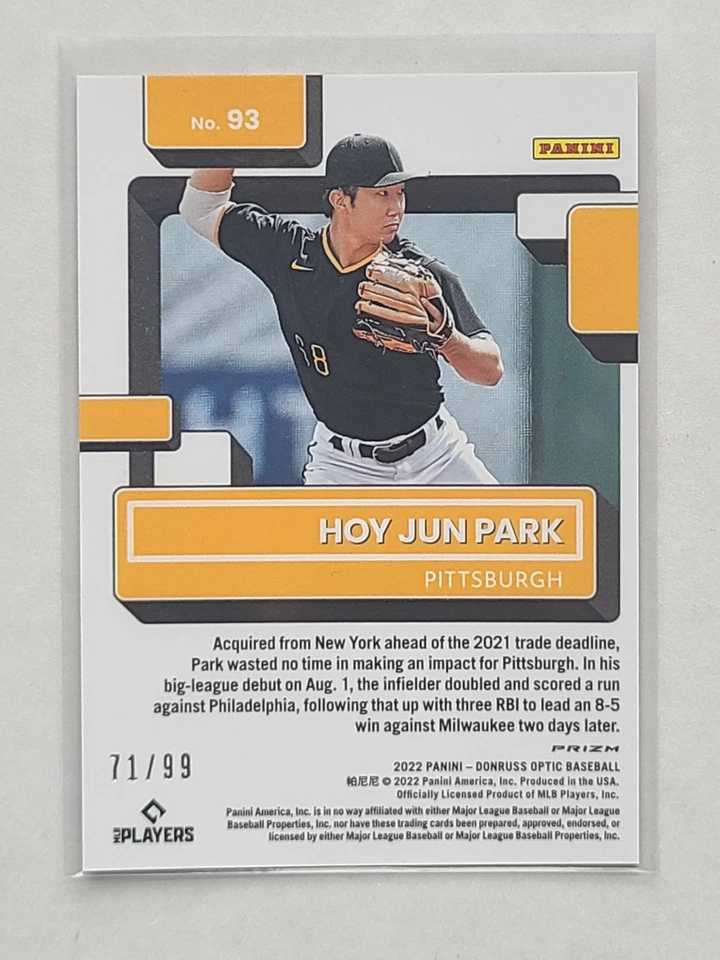 No. 93
PANINI
68
HOY JUN PARK
PITTSBURGH
Acquired from New York ahead of the 2021 trade deadline,
Park wasted no time in making an impact for Pittsburgh. In his
big-league debut on Aug. 1, the infielder doubled and scored a run
against Philadelphia, following that up with three RBI to lead an 8-5
win against Milwaukee two days later.
PRIZM
71/99
2022 PANINI – DONRUSS OPTIC BASEBALL
帕尼尼 © 2022 Panini America, Inc. Produced in the USA.
Officially Licensed Product of MLB Players, Inc.
MLB PLAYERS
Panini America, Inc. is in no way affiliated with either Major League Baseball or Major League
Baseball Properties, Inc. nor have these trading cards been prepared, approved, endorsed, or
licensed by either Major League Baseball or Major League Baseball Properties, Inc.